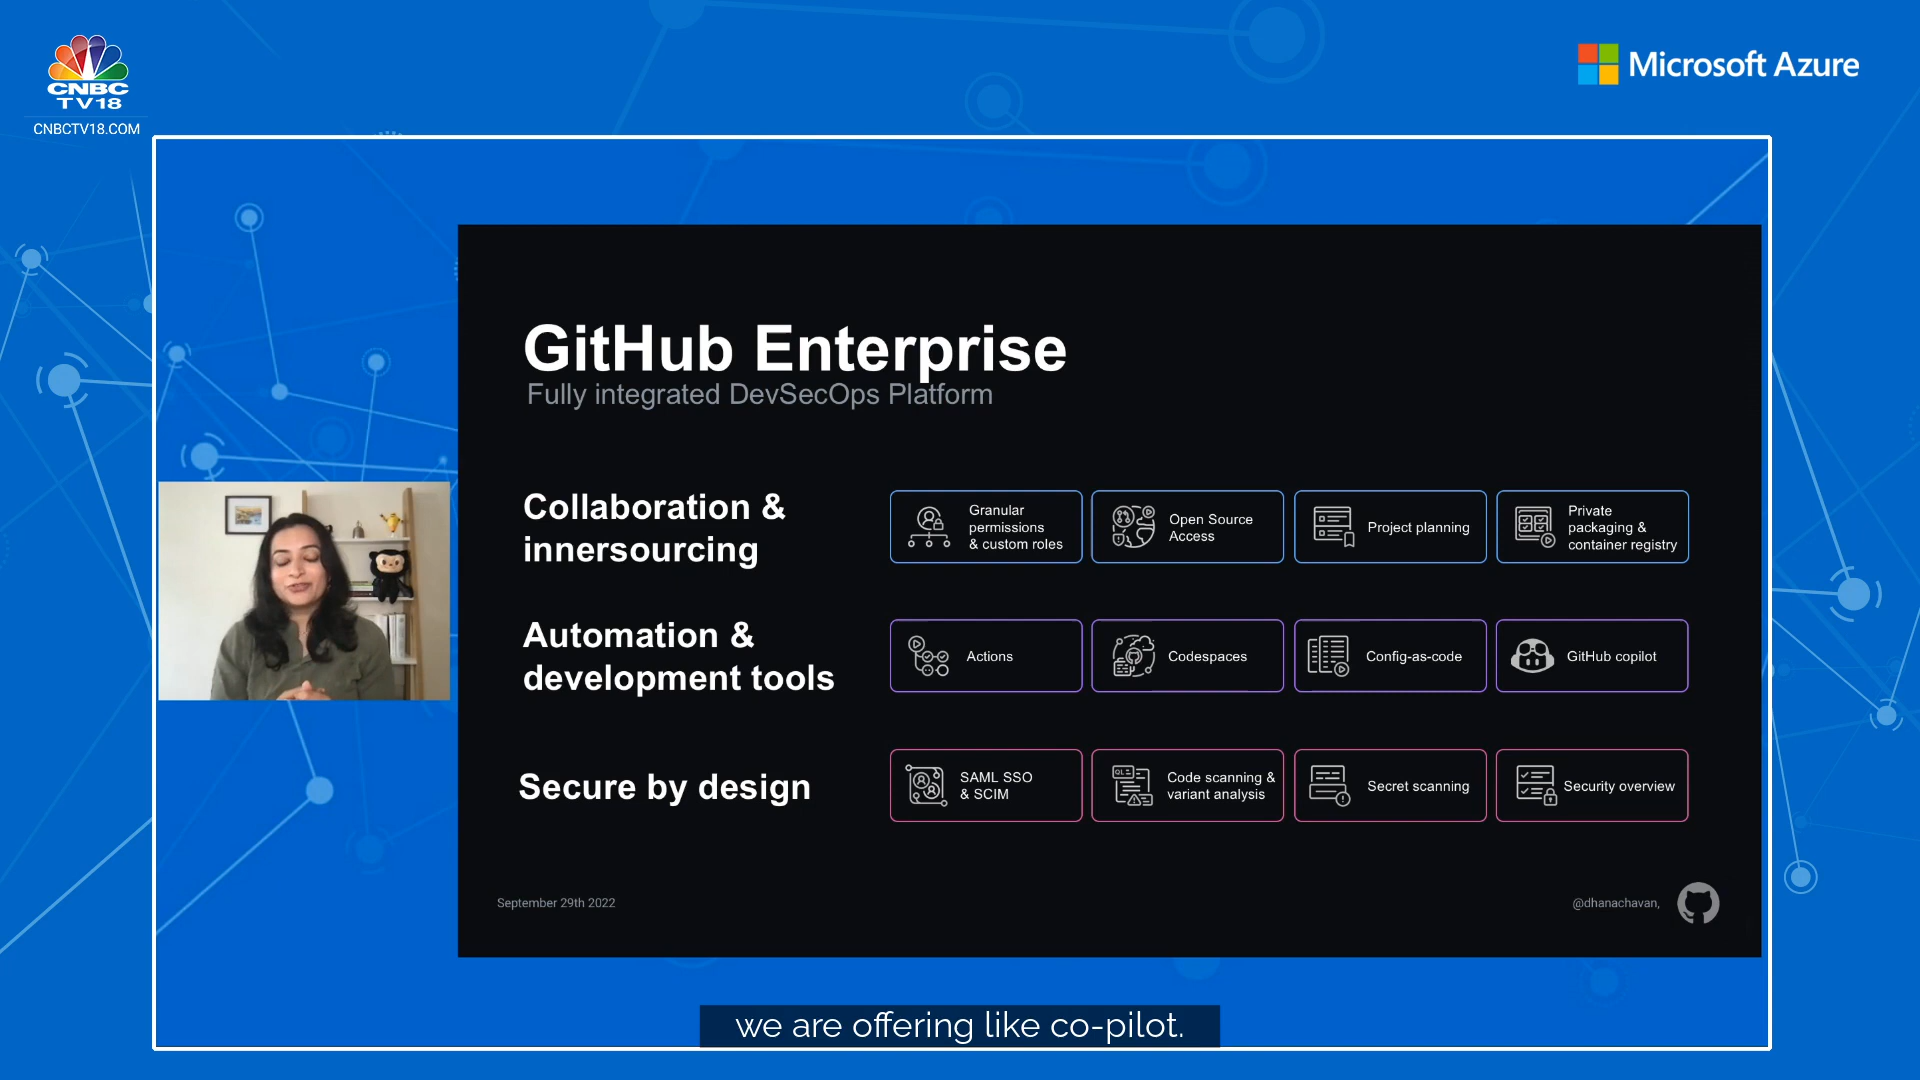 CNBC
TV18
CNBCTV18.COM
Microsoft Azure
GitHub Enterprise
Fully integrated DevSecOps Platform
Collaboration &
innersourcing
Granular
permissions
& custom roles
Open Source
Access
Project planning
Private
packaging &
container registry
Automation &
development tools
Actions
Codespaces
Config-as-code
GitHub copilot
Secure by design
SAML SSO
& SCIM
QL
Code scanning &
variant analysis
Secret scanning
Security overview
September 29th 2022
@dhanachavan,
we are offering like co-pilot.